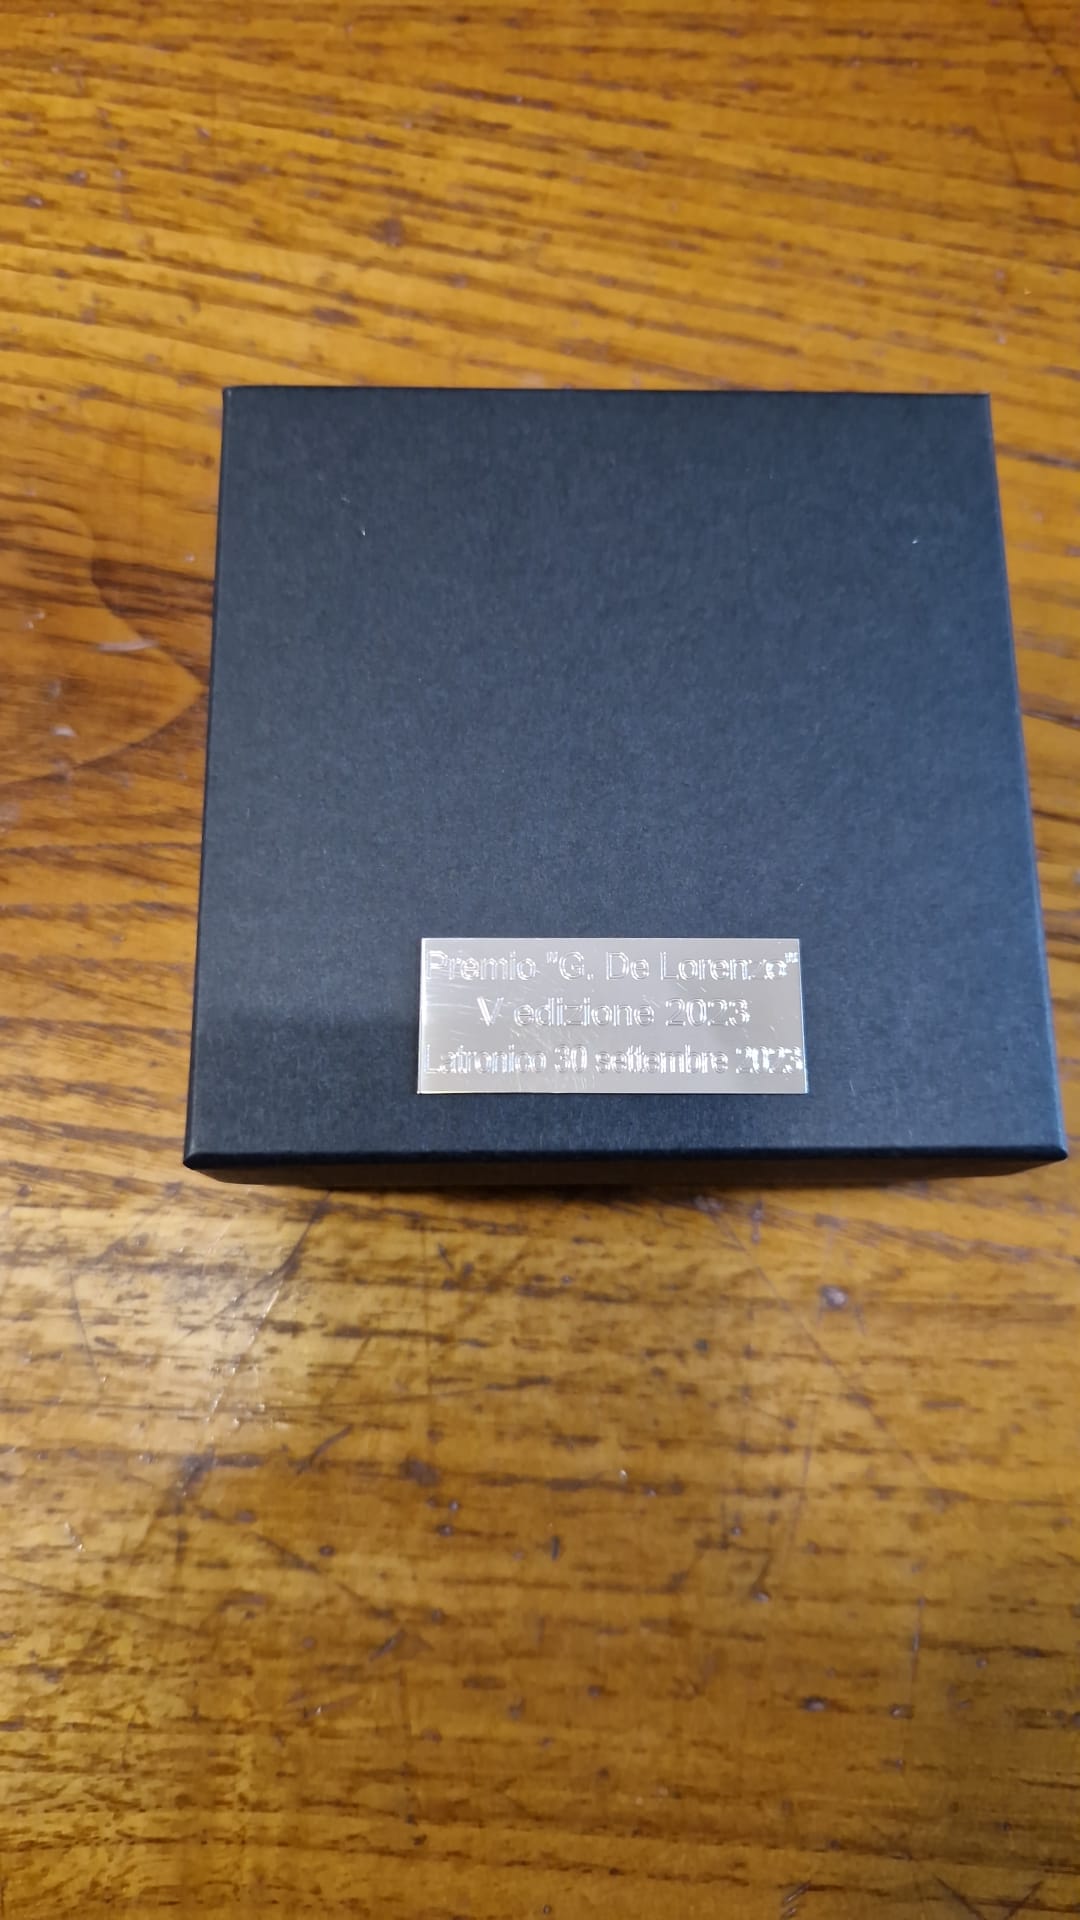 Premio "G. De Lorenzo"
V edizione 2023
Latronico 30 settembre 2023